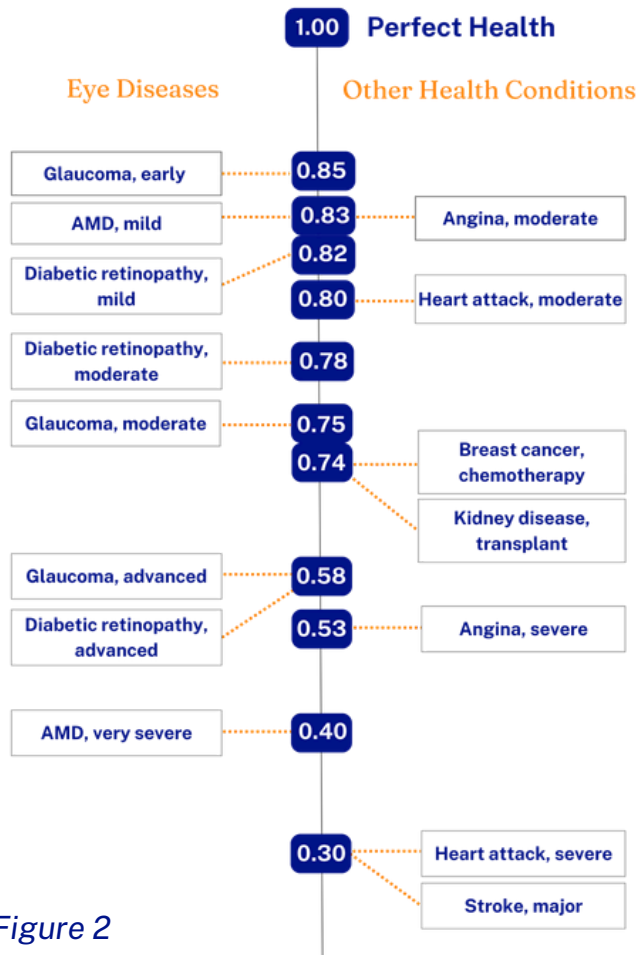 1.00 Perfect Health
Eye Diseases
Other Health Conditions
Glaucoma, early
0.85
AMD, mild
0.83
Angina, moderate
Diabetic retinopathy,
mild
0.82
0.80
Heart attack, moderate
Diabetic retinopathy,
moderate
0.78
Glaucoma, moderate
0.75
0.74
Breast cancer,
chemotherapy
Kidney disease,
transplant
Glaucoma, advanced
0.58
Diabetic retinopathy,
advanced
0.53
Angina, severe
AMD, very severe
0.40
0.30
Heart attack, severe
Stroke, major
Figure 2